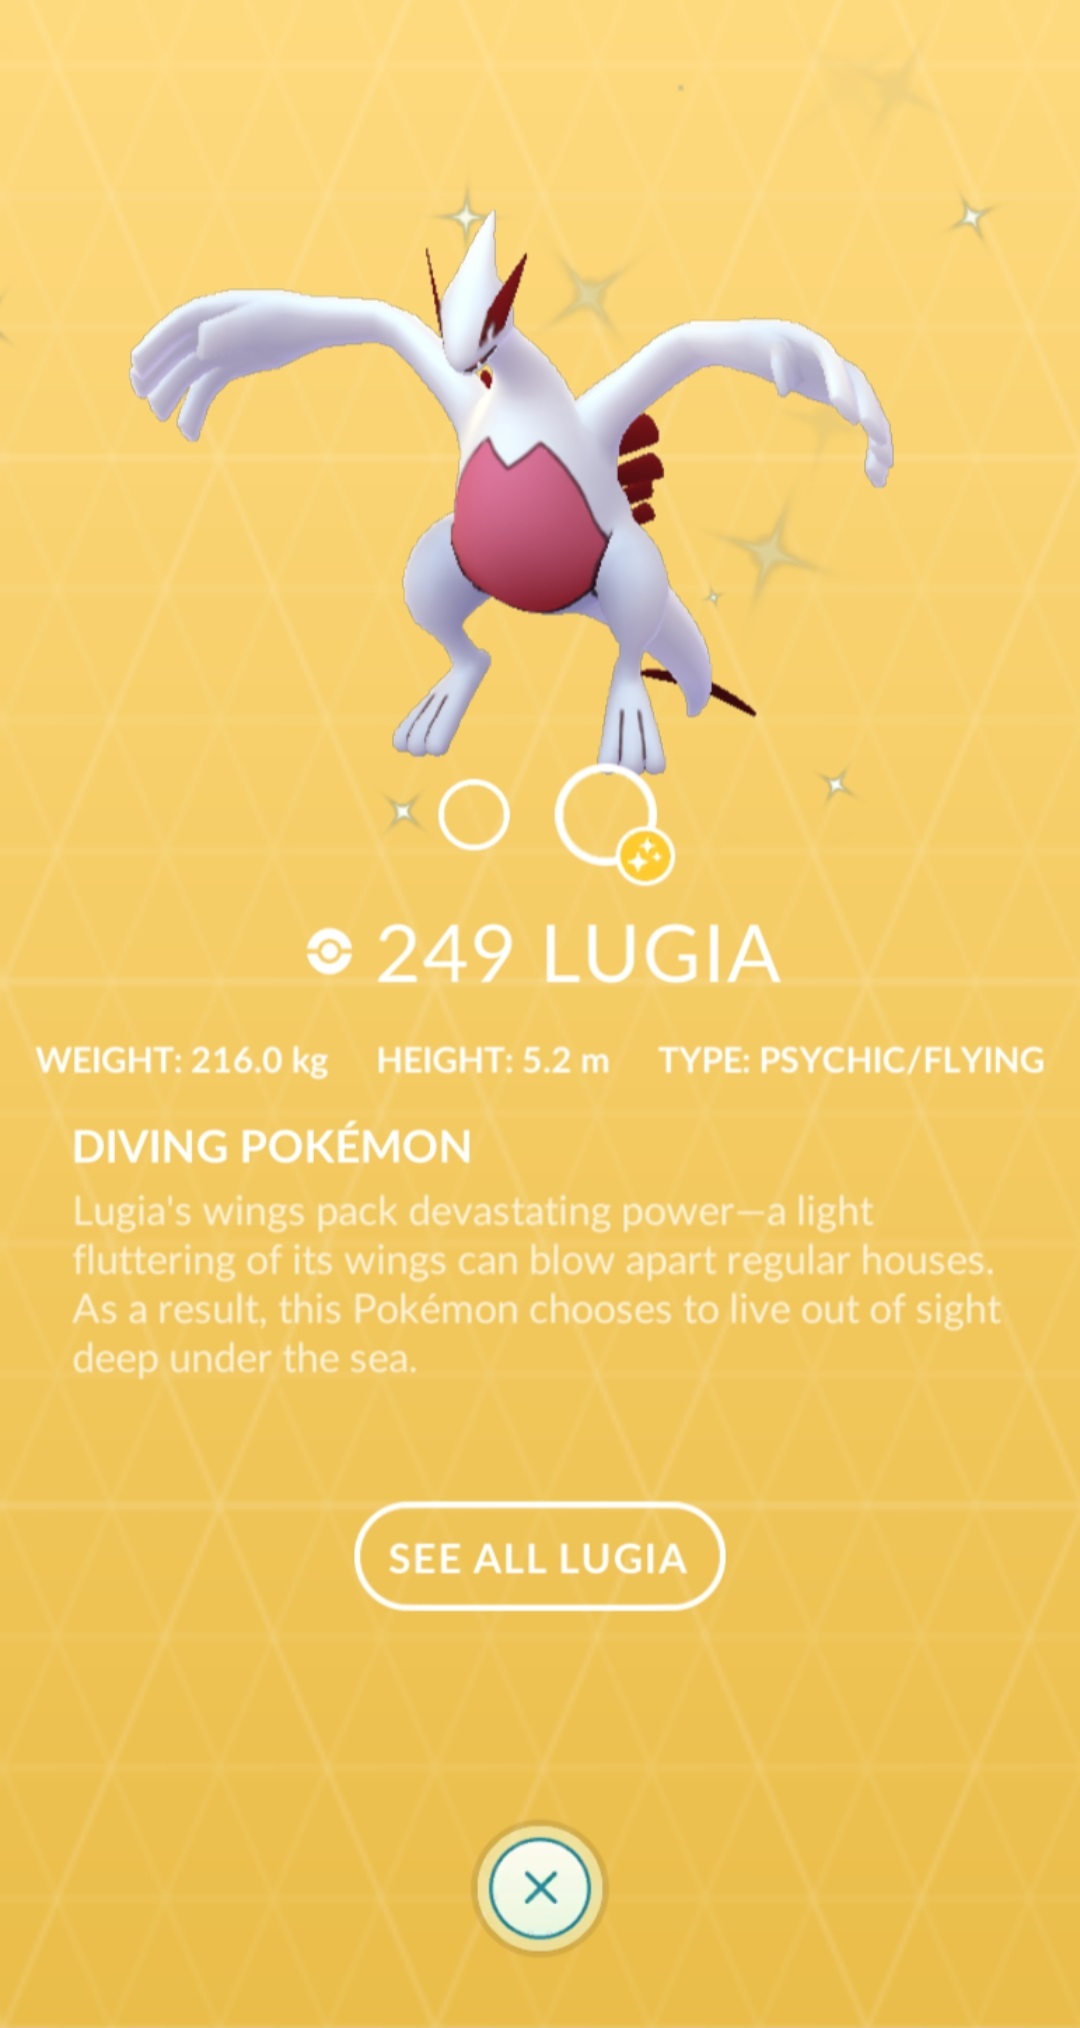 249 LUGIA
WEIGHT: 216.0 kg HEIGHT: 5.2 m TYPE: PSYCHIC/FLYING
DIVING POKÉMON
Lugia's wings pack devastating power—a light
fluttering of its wings can blow apart regular houses.
As a result, this Pokémon chooses to live out of sight
deep under the sea.
SEE ALL LUGIA